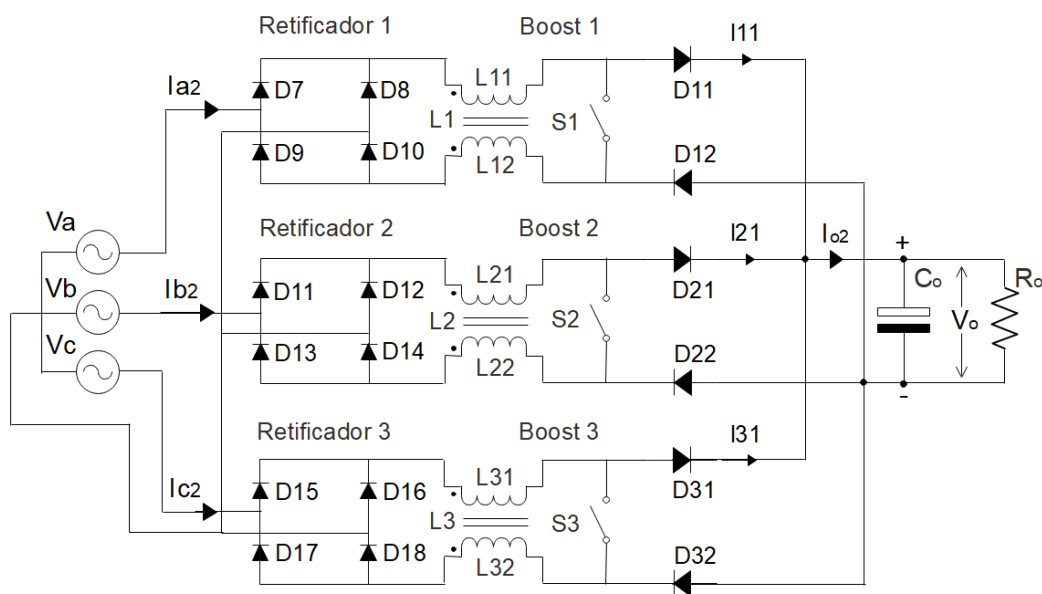 Retificador 1
Boost 1
I11
Ia2
D7
D8
L11
D11
L1
S1
D9
D10
L12
D12
Va
Retificador 2
Boost 2
I21
Io2
+
Vb
Ib2
D11
D12
L21
D21
Co
Ro
L2
S2
Vo
Vc
D13
D14
L22
D22
-
Retificador 3
Boost 3
I31
Ic2
D15
D16
L31
D31
L3
S3
D17
D18
L32
D32